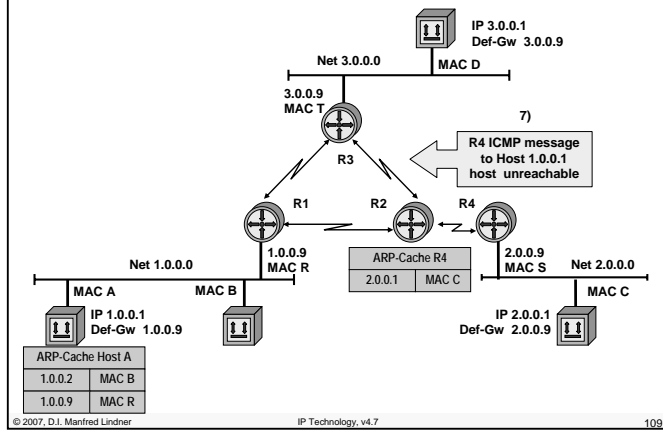 IP 3.0.0.1
Def-Gw 3.0.0.9
Net 3.0.0.0
MAC D
3.0.0.9
MAC T
7)
R4 ICMP message
to Host 1.0.0.1
host unreachable
R3
R1
R2
R4
1.0.0.9
MAC R
ARP-Cache R4
2.0.0.1 MAC C
2.0.0.9
MAC S
Net 2.0.0.0
Net 1.0.0.0
MAC A
MAC B
MAC C
IP 1.0.0.1
Def-Gw 1.0.0.9
IP 2.0.0.1
Def-Gw 2.0.0.9
ARP-Cache Host A
1.0.0.2 MAC B
1.0.0.9 MAC R
© 2007, D.I. Manfred Lindner
IP Technology, v4.7
109